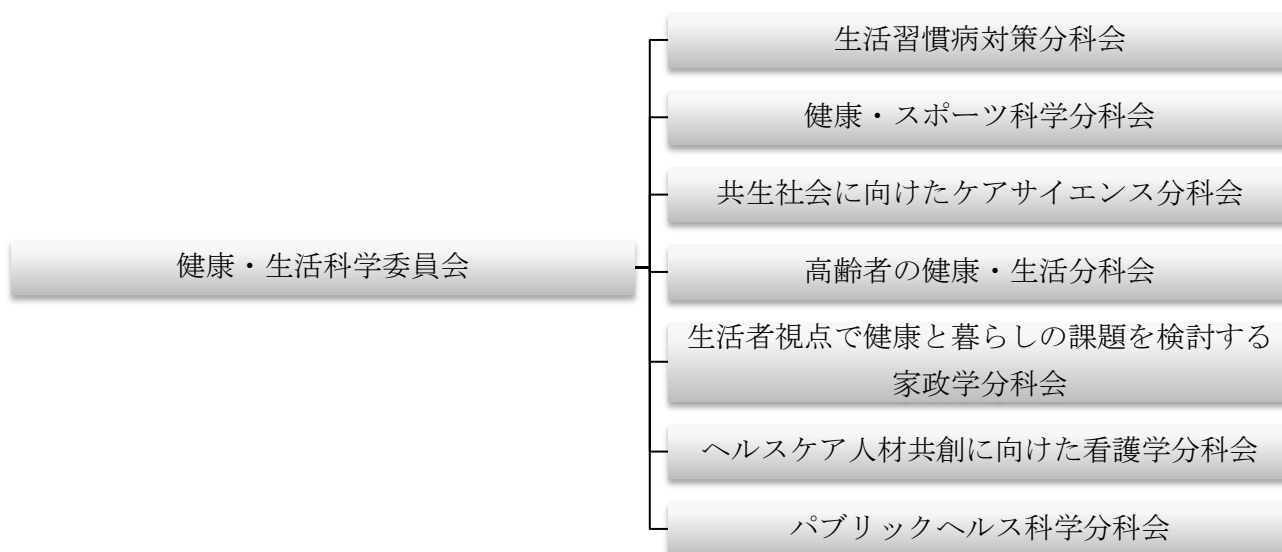 生活習慣病対策分科会
健康・スポーツ科学分科会
共生社会に向けたケアサイエンス分科会
健康・生活科学委員会
高齢者の健康・生活分科会
生活者視点で健康と暮らしの課題を検討する
家政学分科会
ヘルスケア人材共創に向けた看護学分科会
パブリックヘルス科学分科会